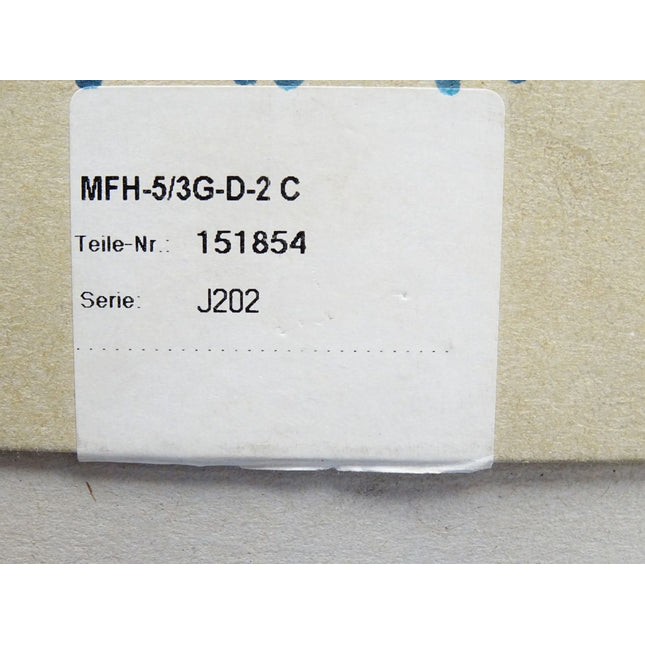 MFH-5/3G-D-2 C
Teile-Nr.: 151854
Serie: J202